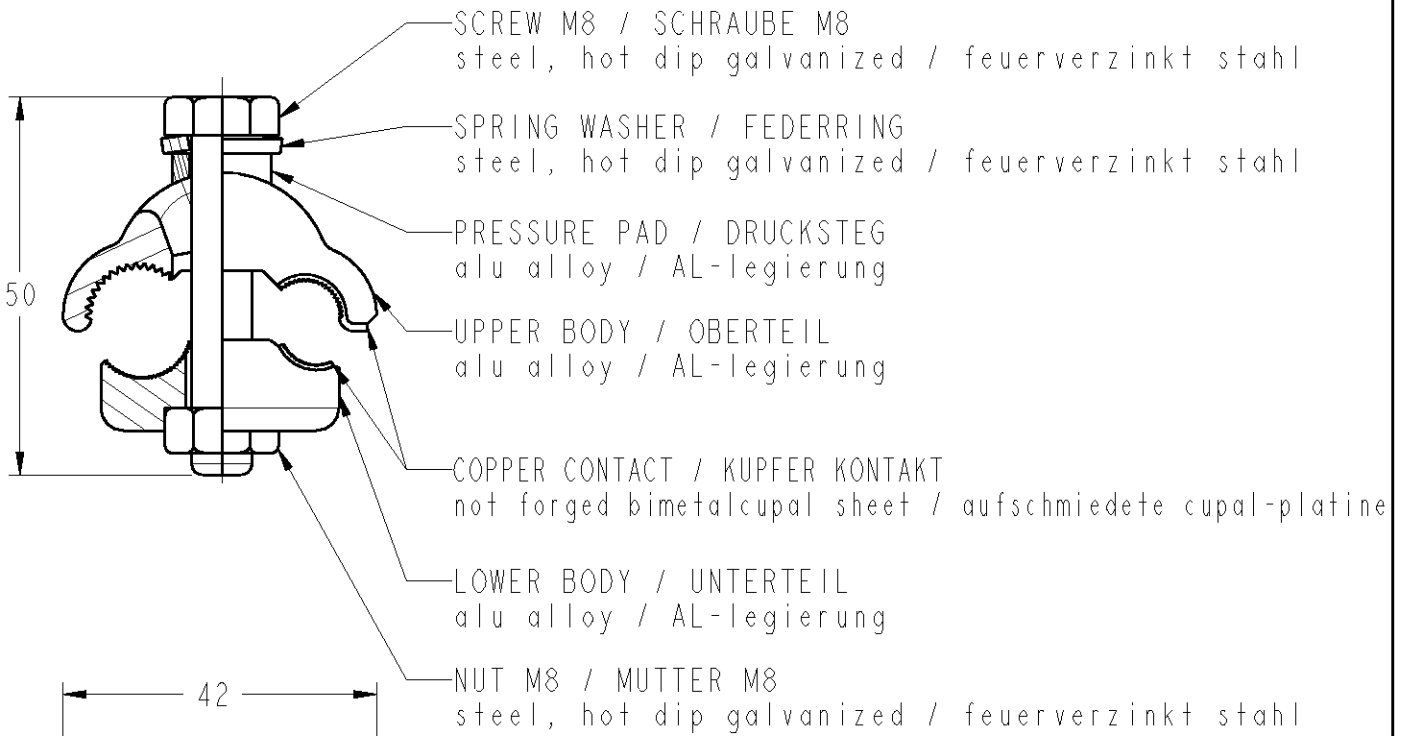 SCREW M8 / SCHRAUBE M8
steel, hot dip galvanized / feuerverzinkt stahl
SPRING WASHER / FEDERRING
steel, hot dip galvanized / feuerverzinkt stahl
PRESSURE PAD / DRUCKSTEG
alu alloy / AL-legierung
50
UPPER BODY / OBERTEIL
alu alloy / AL-legierung
COPPER CONTACT / KUPFER KONTAKT
not forged bimetalcupal sheet / aufschmiedete cupal-platine
LOWER BODY / UNTERTEIL
alu alloy / AL-legierung
NUT M8 / MUTTER M8
steel, hot dip galvanized / feuerverzinkt stahl
42